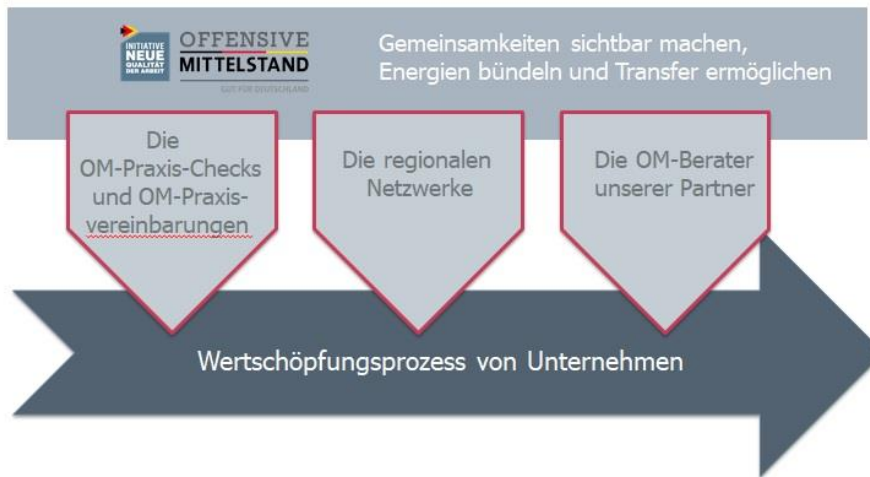 INITIATIVE
NEUE
QUALITÄT
DER ARBEIT
OFFENSIVE
MITTELSTAND
GUT FÜR DEUTSCHLAND
Gemeinsamkeiten sichtbar machen,
Energien bündeln und Transfer ermöglichen
Die
OM-Praxis-Checks
und OM-Praxis-
vereinbarungen
Die regionalen
Netzwerke
Die OM-Berater
unserer Partner
Wertschöpfungsprozess von Unternehmen